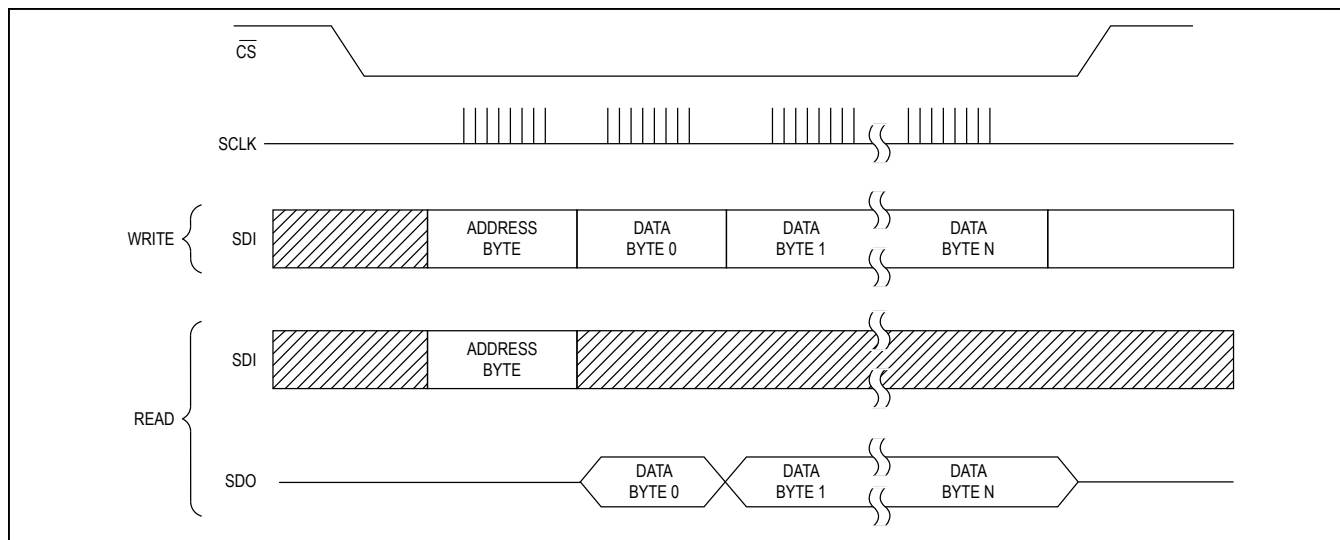 CS
SCLK
WRITE
SDI
ADDRESS
BYTE
DATA
BYTE 0
DATA
BYTE 1
DATA
BYTE N
READ
SDI
ADDRESS
BYTE
SDO
DATA
BYTE 0
DATA
BYTE 1
DATA
BYTE N